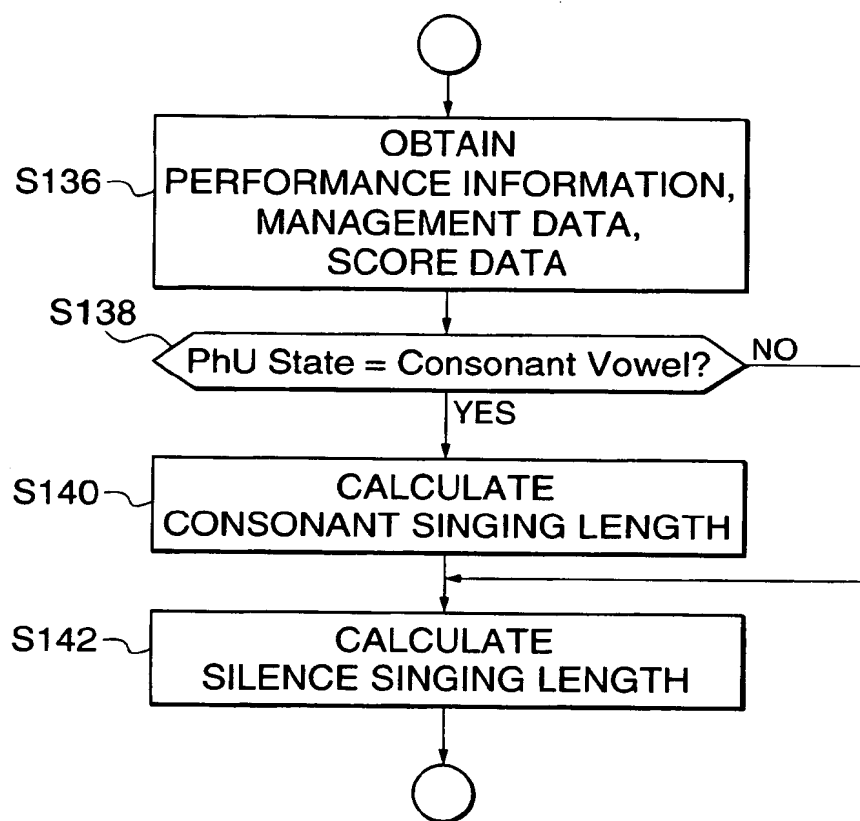 OBTAIN
S136
PERFORMANCE INFORMATION,
MANAGEMENT DATA,
SCORE DATA
S138
PhU State = Consonant Vowel?
NO
YES
S140
CALCULATE
CONSONANT SINGING LENGTH
S142
CALCULATE
SILENCE SINGING LENGTH